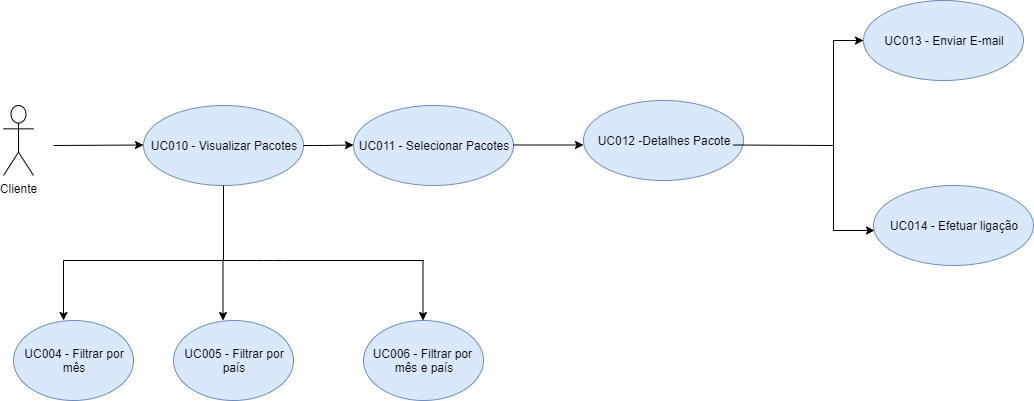 UC013 - Enviar E-mail
UC010 - Visualizar Pacotes
UC011 - Selecionar Pacotes
UC012 -Detalhes Pacote
Cliente
UC014 - Efetuar ligação
UC004 - Filtrar por
mês
UC005 - Filtrar por
país
UC006 - Filtrar por
mês e país